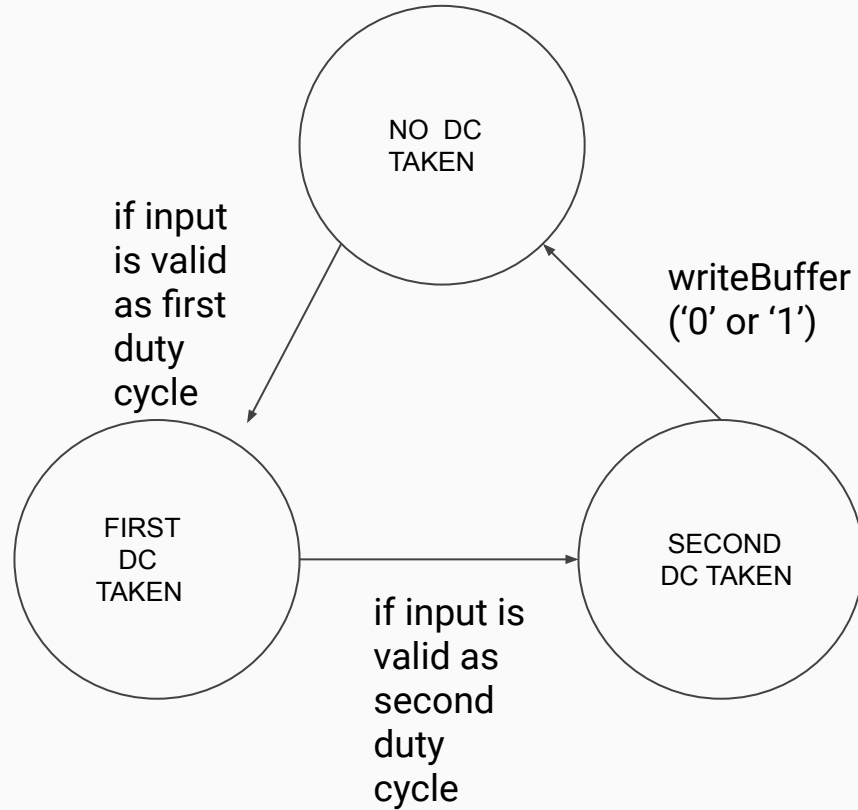 NO DC
TAKEN
if input
is valid
as first
duty
cycle
writeBuffer
(‘0’ or ‘1’)
FIRST
DC
TAKEN
SECOND
DC TAKEN
if input is
valid as
second
duty
cycle